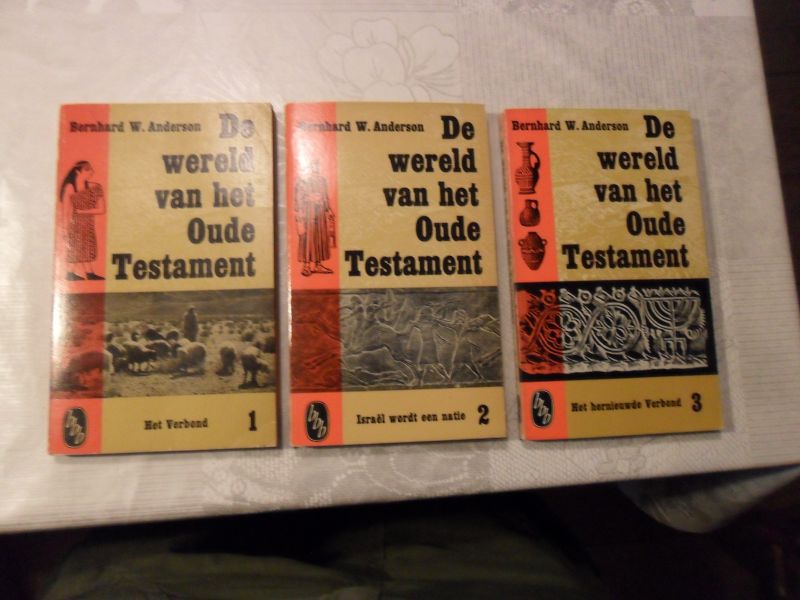 Bernhard W. Anderson
De
wereld
van het
Oude
Testament
Het Verbond 1
Bernhard W. Anderson
De
wereld
van het
Oude
Testament
Israël wordt een natie 2
Bernhard W. Anderson
De
wereld
van het
Oude
Testament
Het hernieuwde Verbond 3